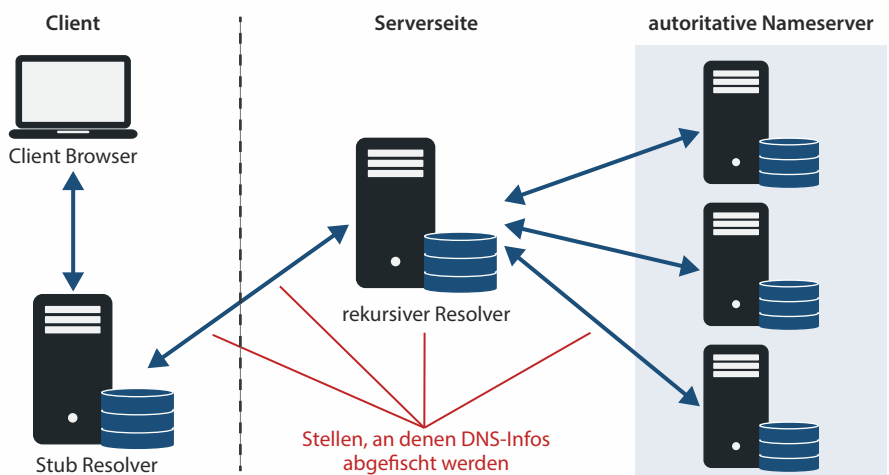 Client
Serverseite
autoritative Nameserver
Client Browser
rekursiver Resolver
Stub Resolver
Stellen, an denen DNS-Infos
abgefischt werden